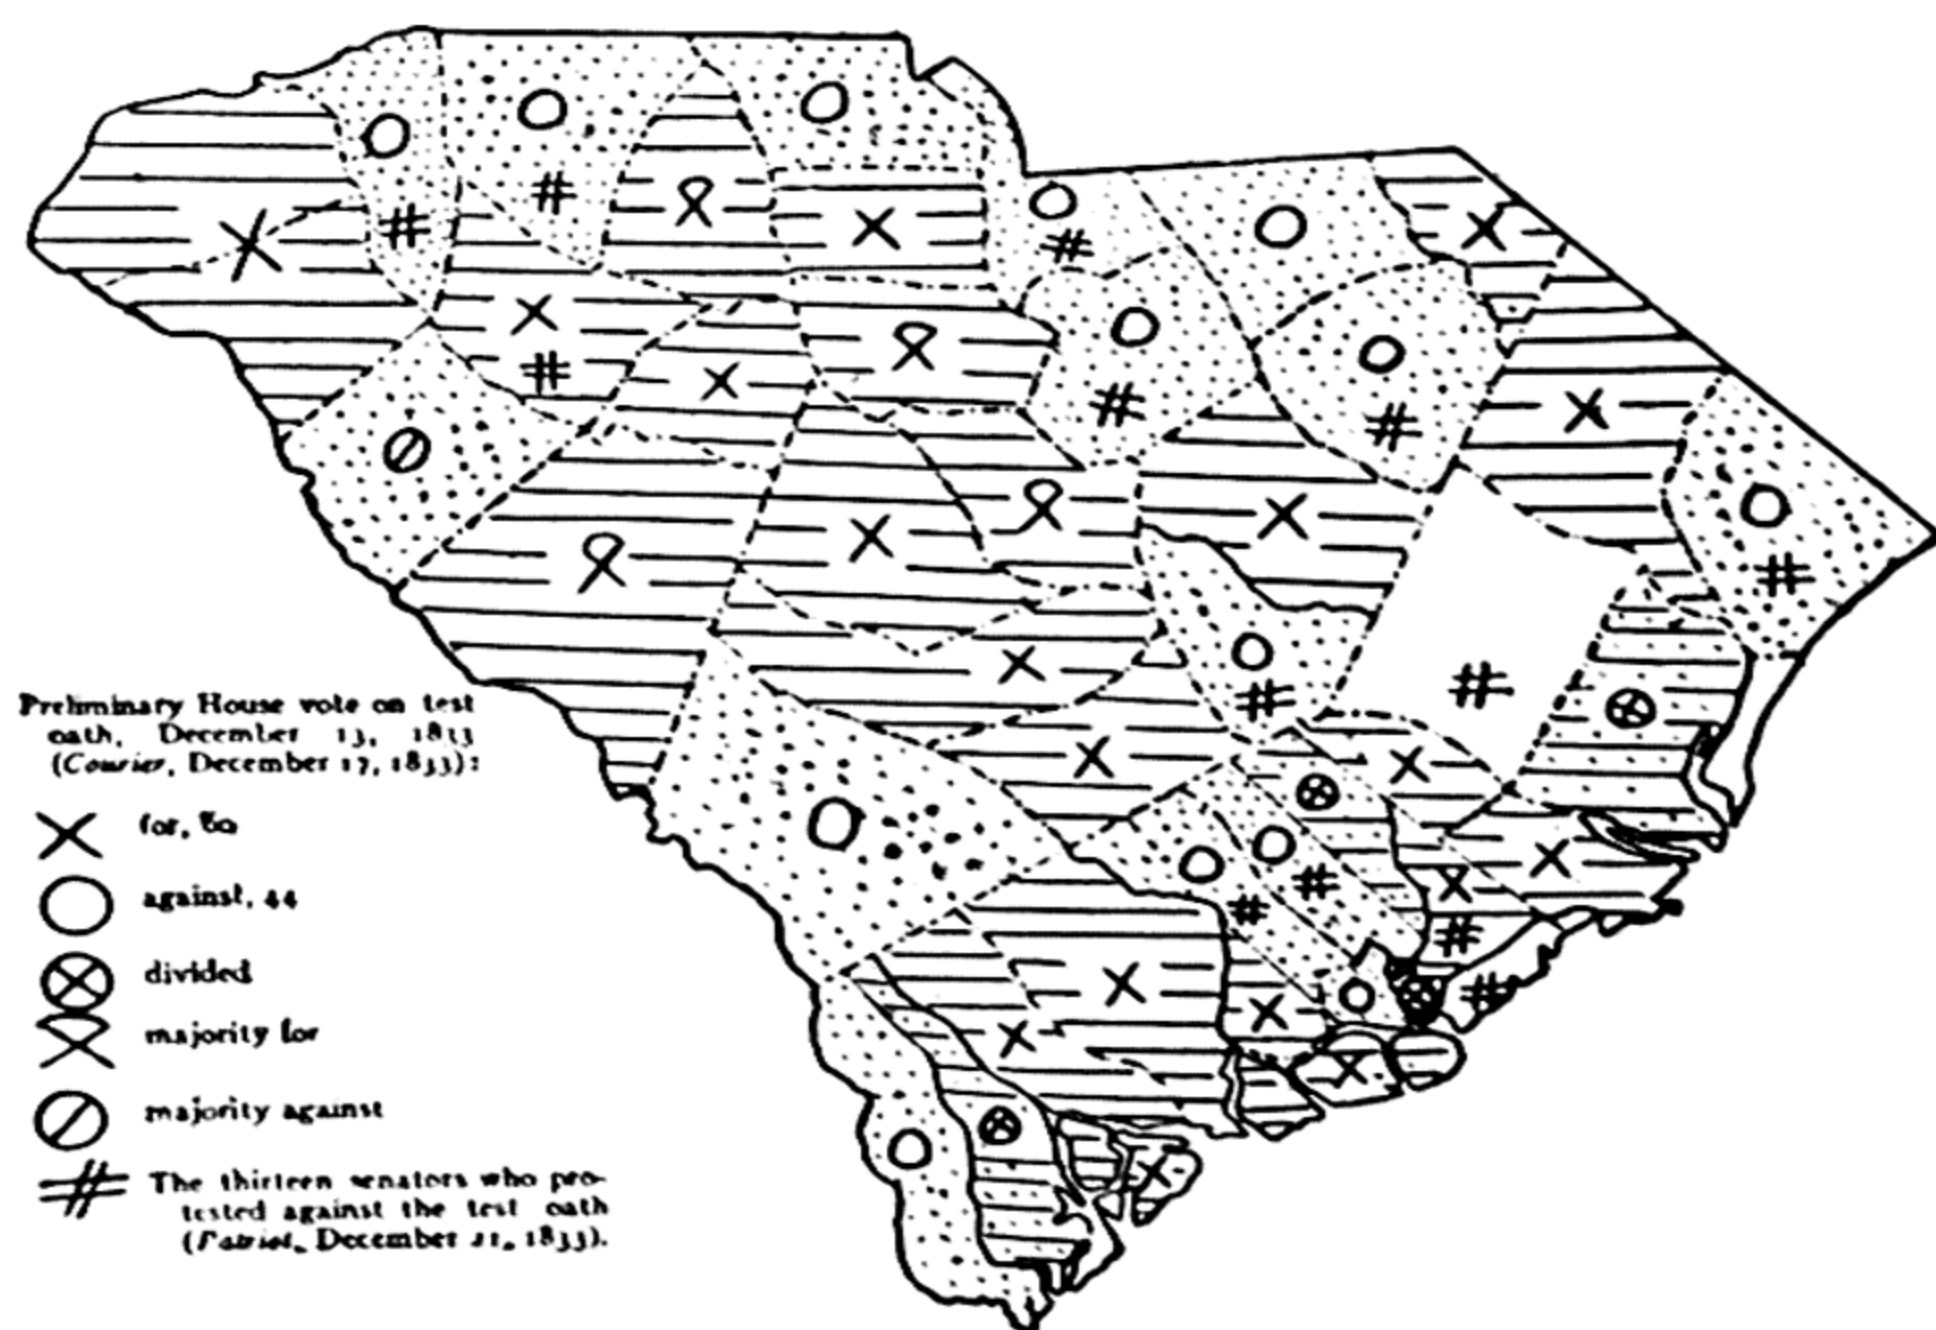 Preliminary House vote on test
oath, December 13, 1833
(Courier, December 17, 1833):
for, 60
against, 44
divided
majority for
majority against
The thirteen senators who pro-
tested against the test oath
(Patriot, December 21, 1833).